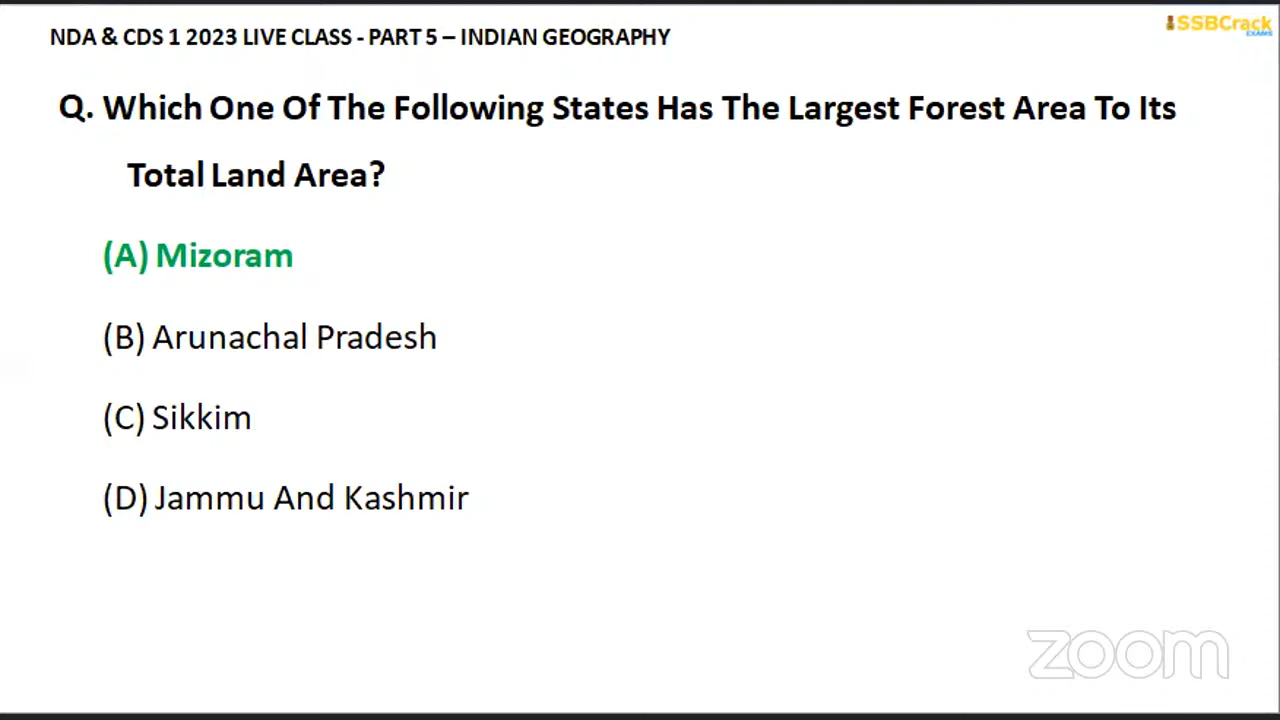 NDA & CDS 1 2023 LIVE CLASS - PART 5 – INDIAN GEOGRAPHY
SSBCrack
EXAMS
Q. Which One Of The Following States Has The Largest Forest Area To Its
Total Land Area?
(A) Mizoram
(B) Arunachal Pradesh
(C) Sikkim
(D) Jammu And Kashmir
zoom